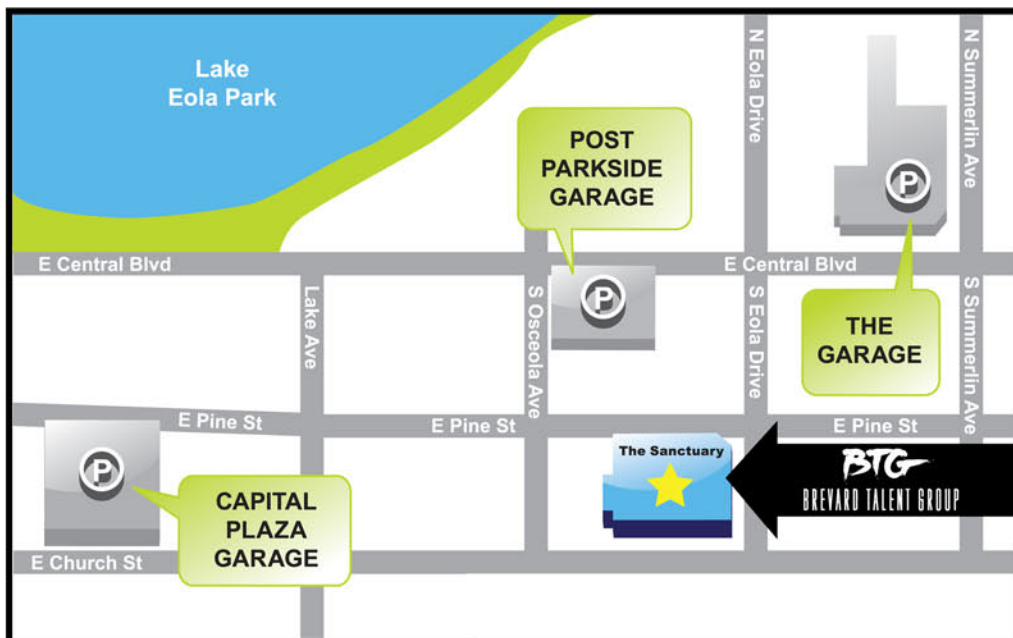 Lake
Eola Park
N Eola Drive
N Summerlin Ave
POST
PARKSIDE
GARAGE
P
E Central Blvd
E Central Blvd
Lake Ave
S Osceola Ave
P
S Eola Drive
S Summerlin Ave
THE
GARAGE
E Pine St
E Pine St
E Pine St
The Sanctuary
BTG
BREVARD TALENT GROUP
P
CAPITAL
PLAZA
GARAGE
E Church St